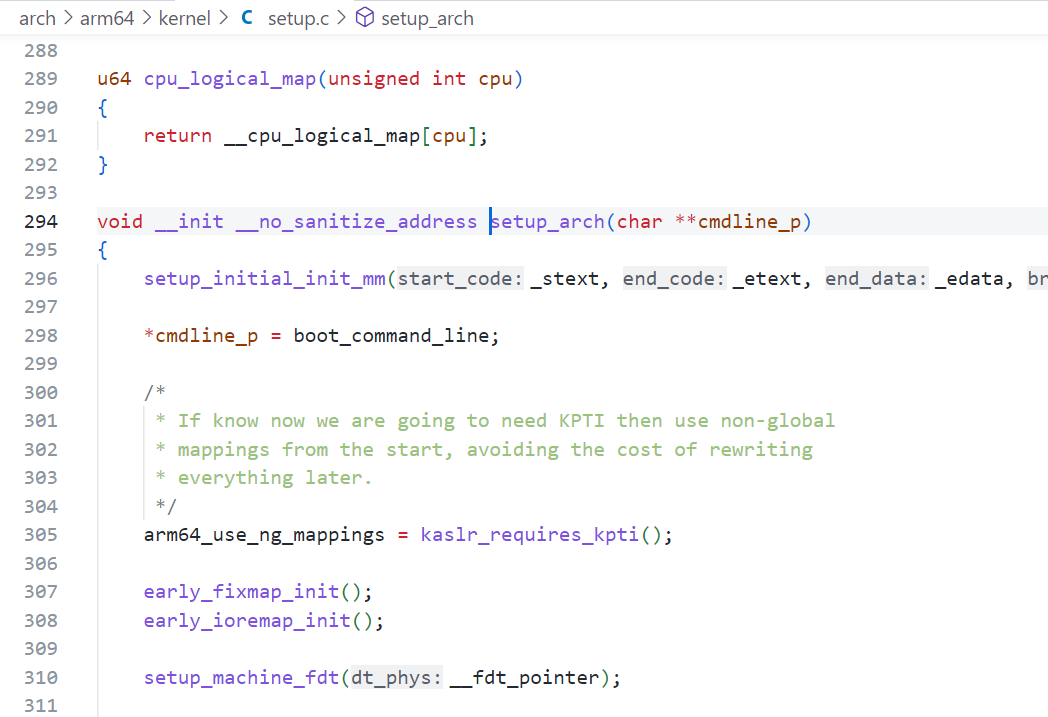 arch > arm64 > kernel > C setup.c > setup_arch
288
289 u64 cpu_logical_map(unsigned int cpu)
290 {
291 return __cpu_logical_map[cpu];
292 }
293
294 void __init __no_sanitize_address setup_arch(char **cmdline_p)
295 {
296 setup_initial_init_mm(start_code: _stext, end_code: _etext, end_data: _edata, br
297
298 *cmdline_p = boot_command_line;
299
300 /*
301 * If know now we are going to need KPTI then use non-global
302 * mappings from the start, avoiding the cost of rewriting
303 * everything later.
304 */
305 arm64_use_ng_mappings = kaslr_requires_kpti();
306
307 early_fixmap_init();
308 early_ioremap_init();
309
310 setup_machine_fdt(dt_phys: __fdt_pointer);
311